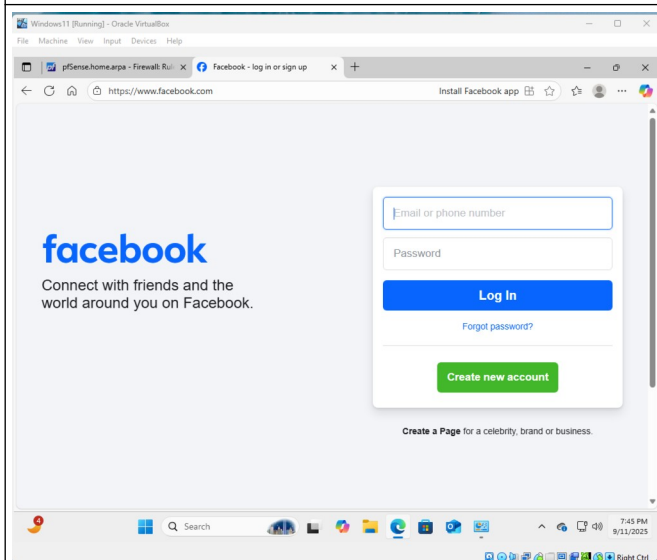 Windows11 [Running] - Oracle VirtualBox
File Machine View Input Devices Help
pfSense.home.arpa - Firewall: Rul
Facebook - log in or sign up
https://www.facebook.com
Install Facebook app
Email or phone number
facebook
Password
Connect with friends and the
world around you on Facebook.
Log In
Forgot password?
Create new account
Create a Page for a celebrity, brand or business.
4
Search
7:45 PM
9/11/2025
Right Ctrl